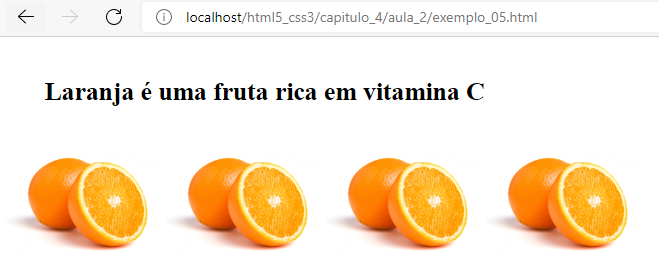 localhost/html5_css3/capitulo_4/aula_2/exemplo_05.html
Laranja é uma fruta rica em vitamina C